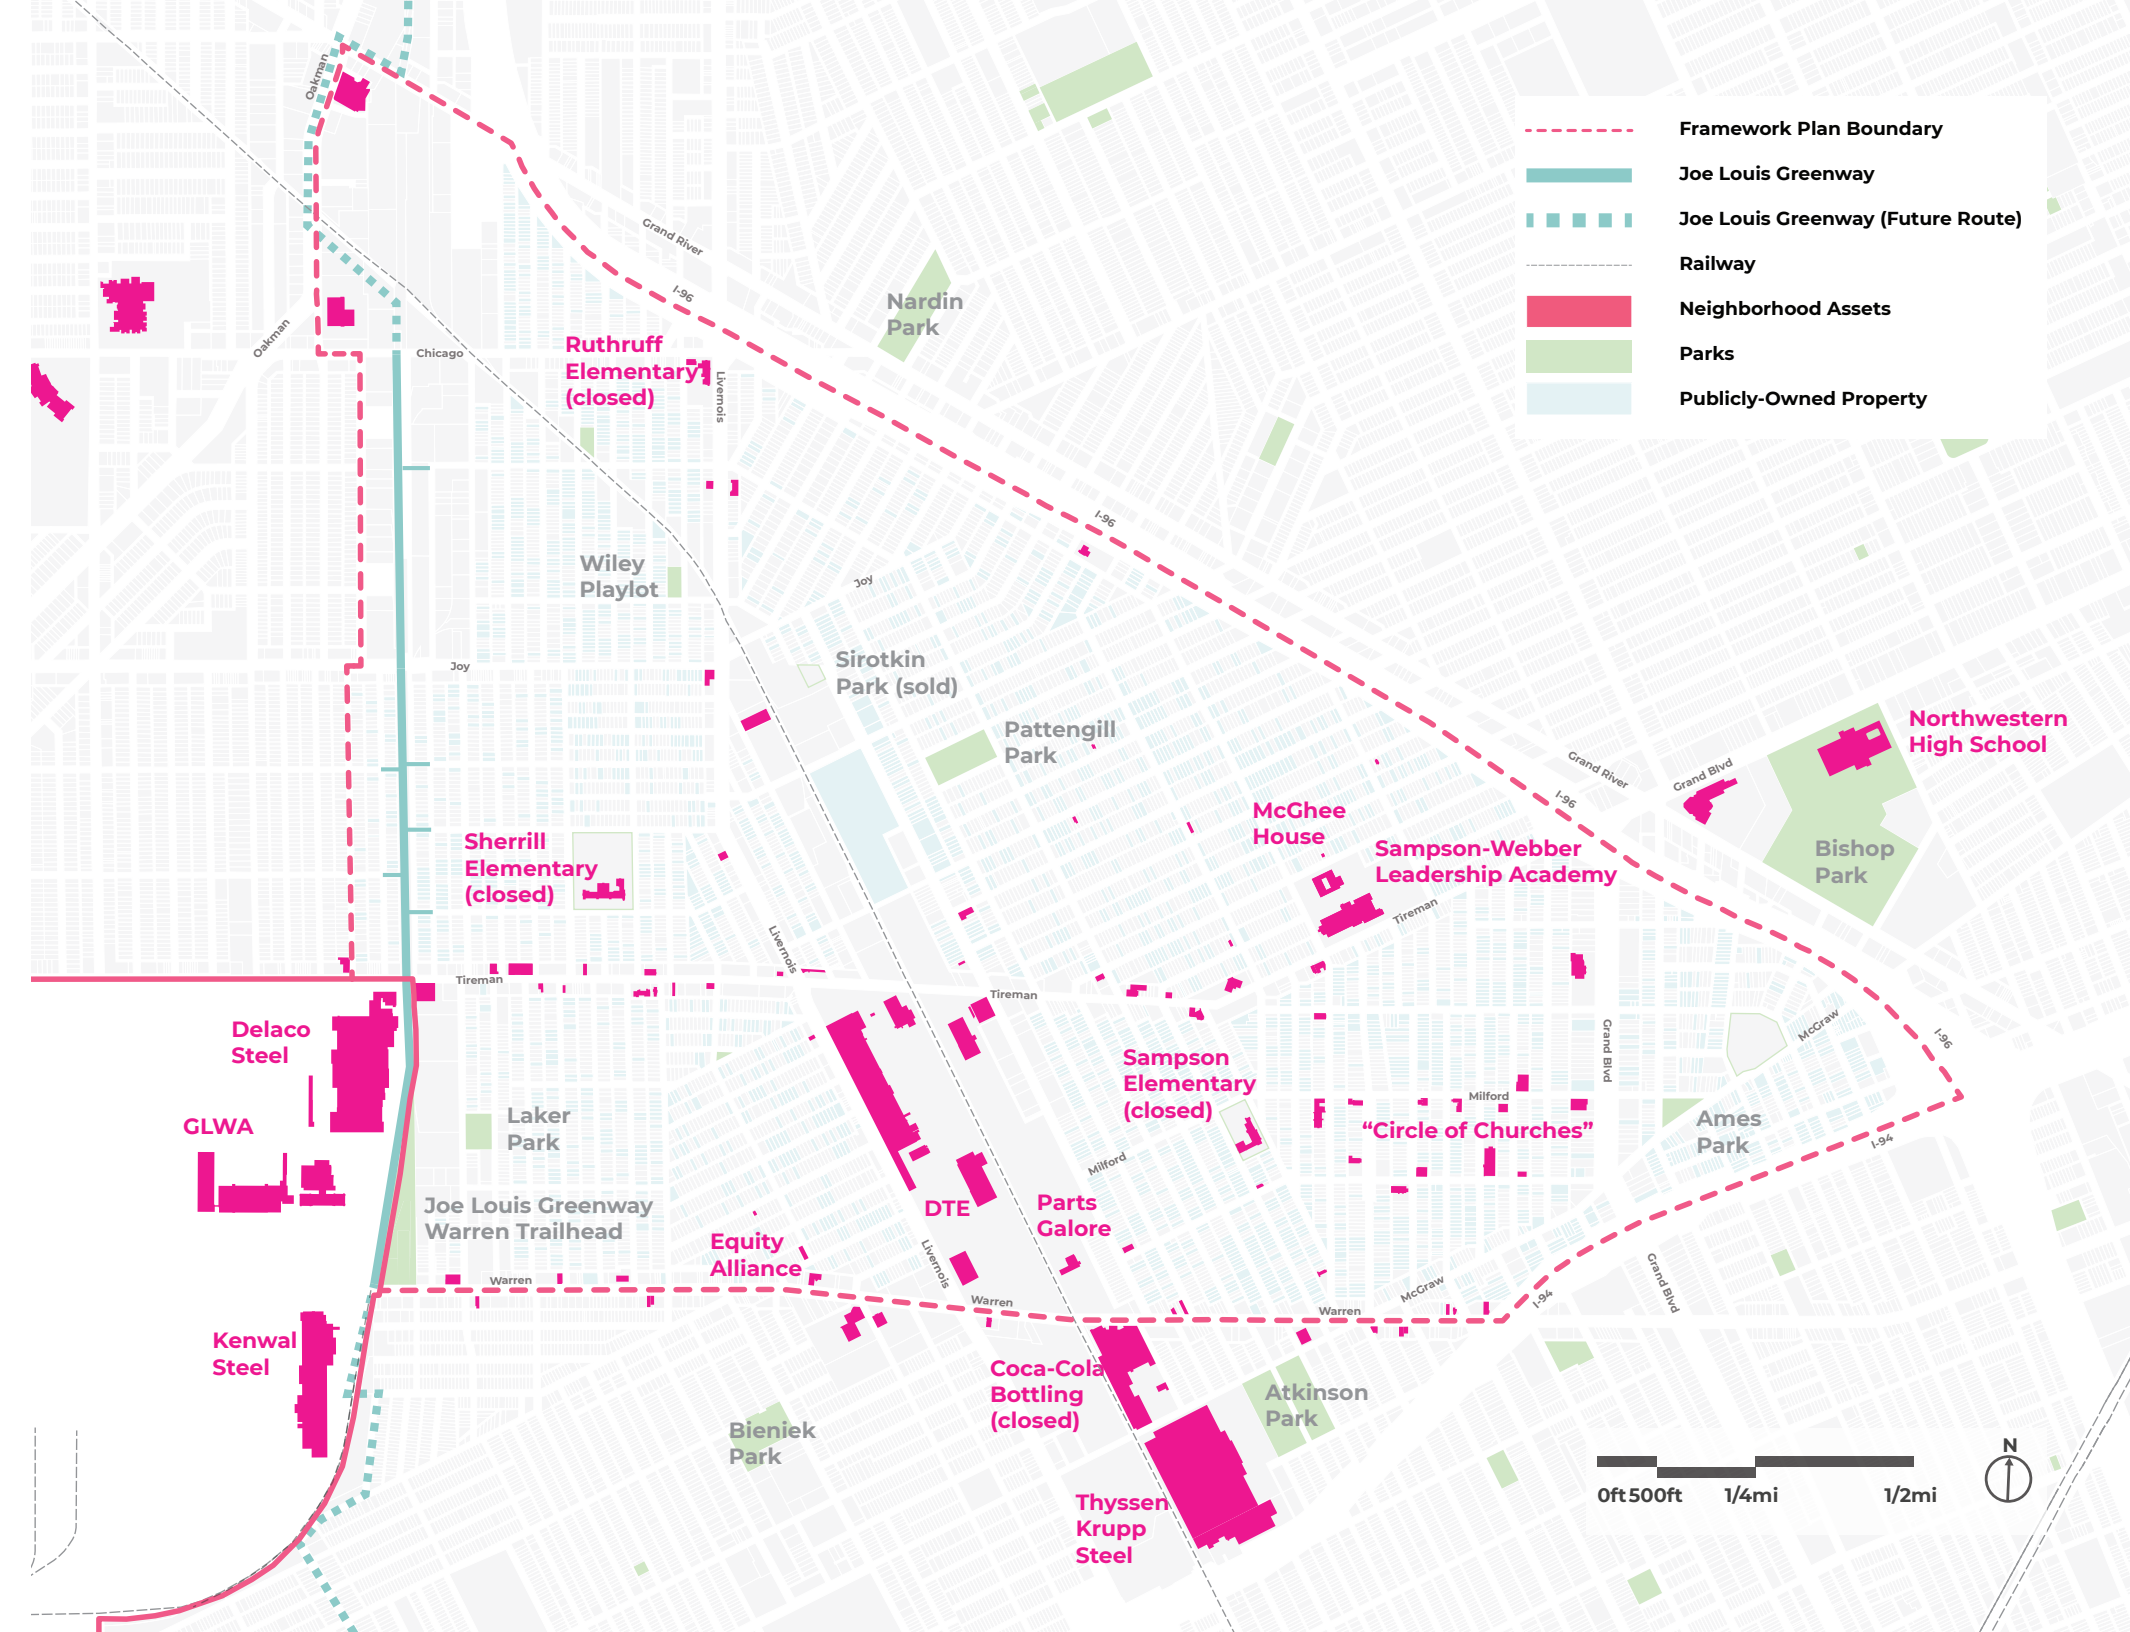 Oakman
Framework Plan Boundary
Joe Louis Greenway
Joe Louis Greenway (Future Route)
Railway
Neighborhood Assets
Parks
Publicly-Owned Property
Grand River
I-96
Nardin
Park
Oakman
Chicago
Ruthruff
Elementary
(closed)
Livernois
I-96
Wiley
Playlot
Joy
Joy
Sirotkin
Park (sold)
Pattengill
Park
Northwestern
High School
Grand River
Grand Blvd
I-96
McGhee
House
Sampson-Webber
Leadership Academy
Bishop
Park
Sherrill
Elementary
(closed)
Tireman
Livernois
Tireman
Tireman
Delaco
Steel
Grand Blvd
McGraw
I-96
Sampson
Elementary
(closed)
Milford
GLWA
Laker
Park
"Circle of Churches"
Ames
Park
I-94
Milford
Joe Louis Greenway
Warren Trailhead
DTE
Parts
Galore
Equity
Alliance
Livernois
Warren
Warren
Warren
McGraw
I-94
Grand Blvd
Kenwal
Steel
Coca-Cola
Bottling
(closed)
Atkinson
Park
Bieniek
Park
Thyssen
Krupp
Steel
N
0ft 500ft 1/4mi 1/2mi